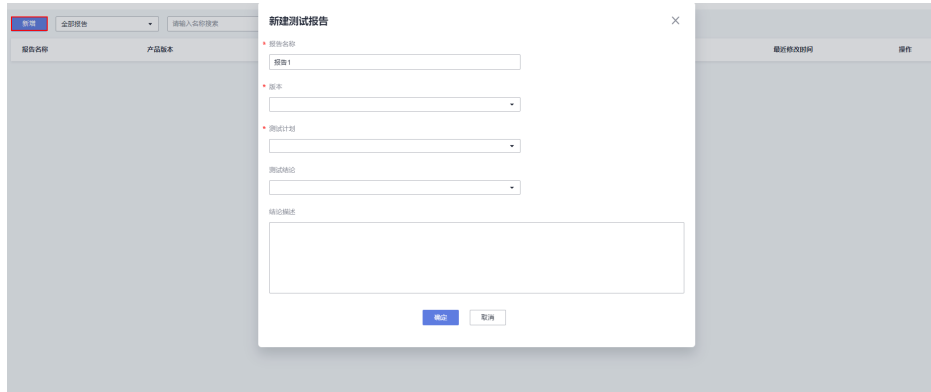 新增
全部报告
请输入名称搜索
报告名称
产品版本
最近修改时间
操作
新建测试报告
* 报告名称
报告1
* 版本
* 测试计划
测试结论
结论描述
确定
取消